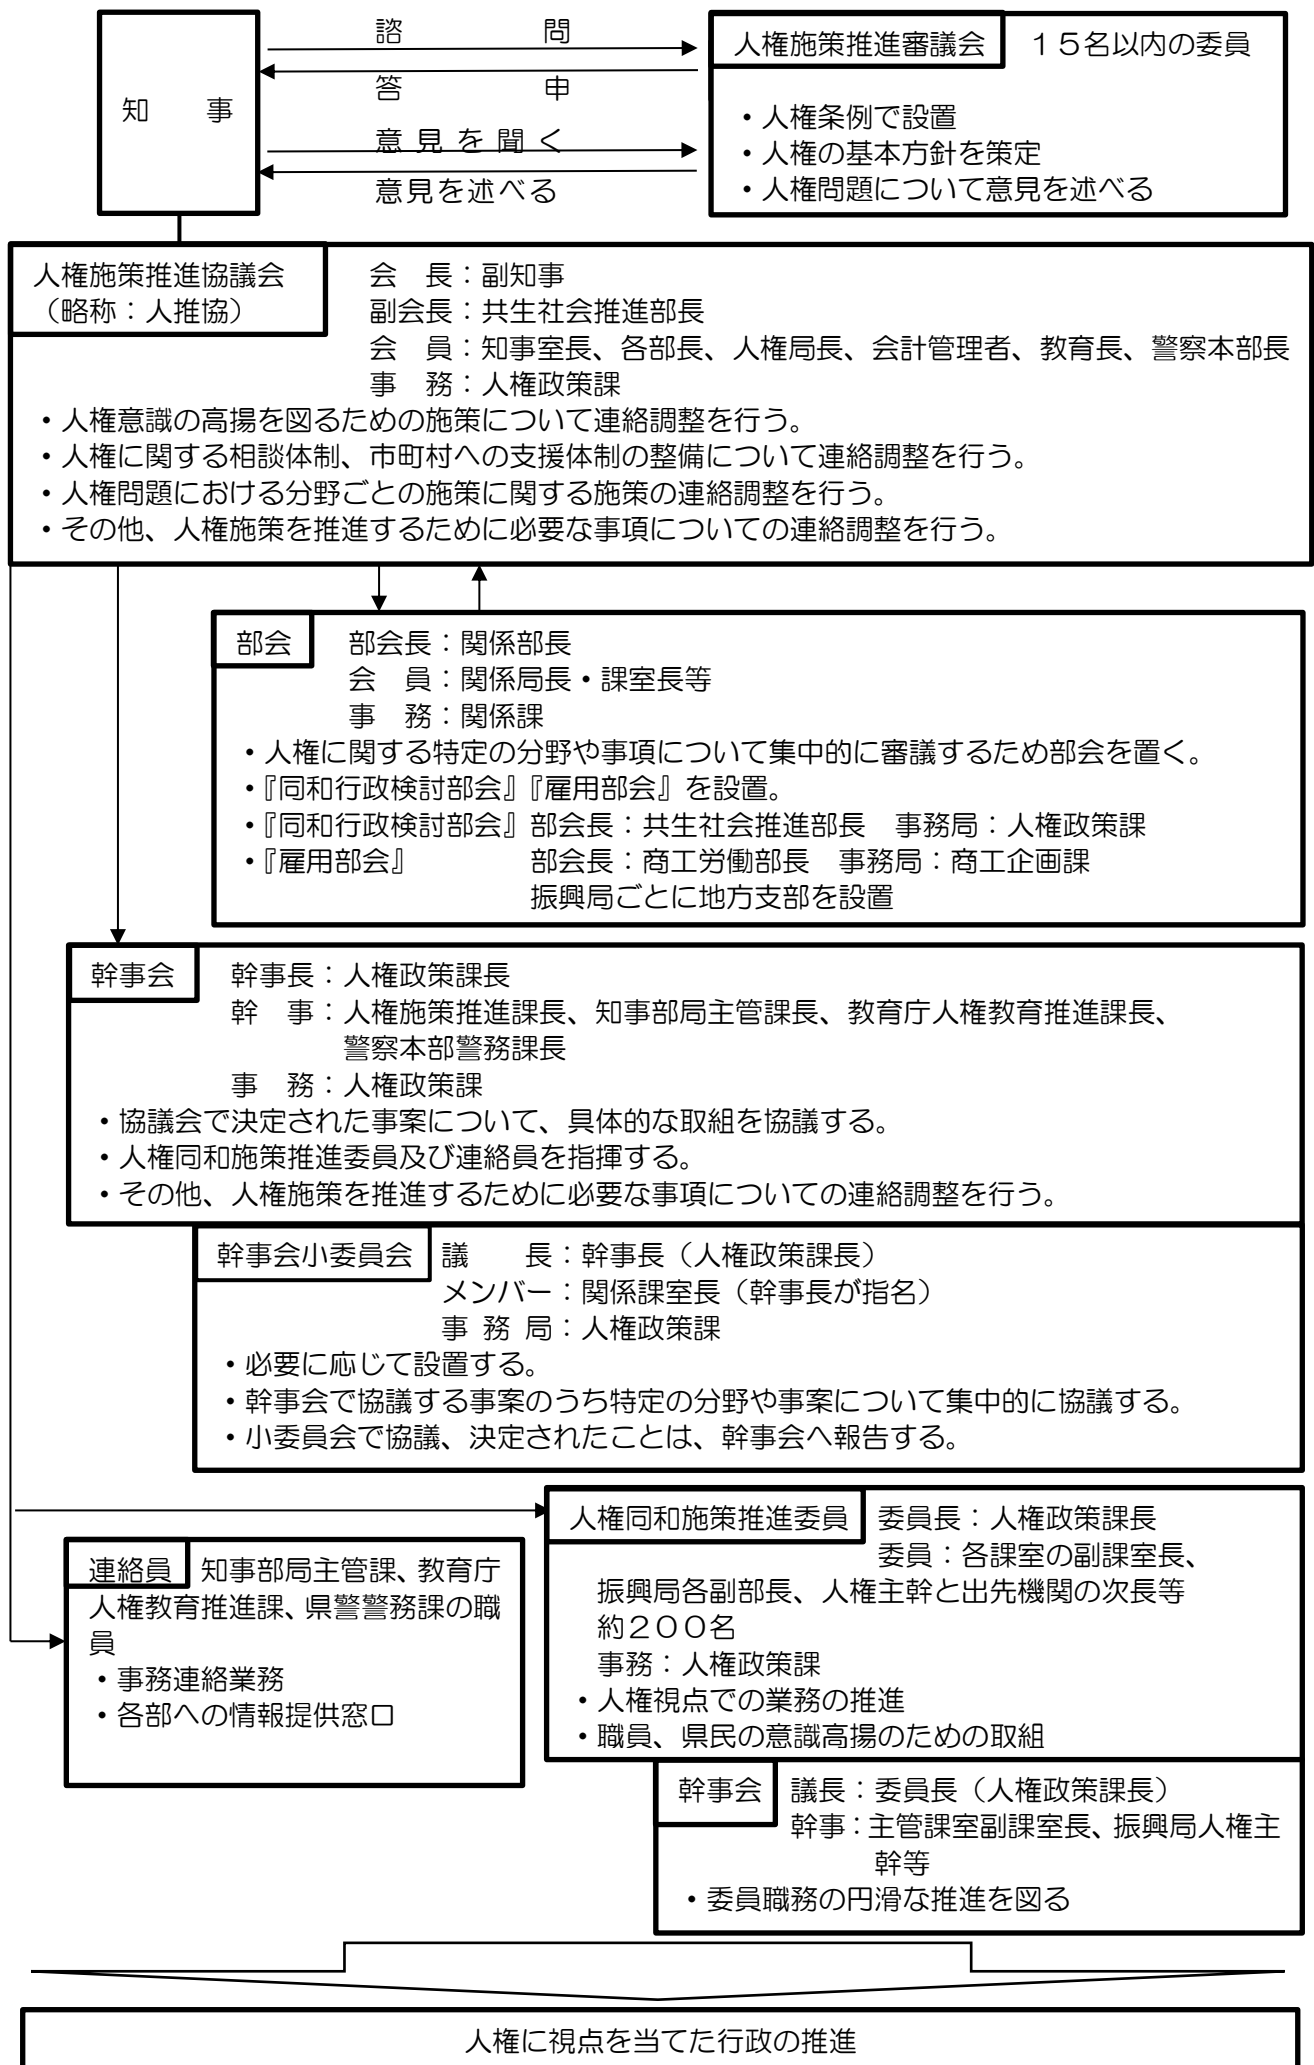 知　事
諮　問
答　申
意見を聞く
意見を述べる
人権施策推進審議会　１５名以内の委員
・人権条例で設置
・人権の基本方針を策定
・人権問題について意見を述べる
人権施策推進協議会
（略称：人推協）
会　長：副知事
副会長：共生社会推進部長
会　員：知事室長、各部長、人権局長、会計管理者、教育長、警察本部長
事　務：人権政策課
・人権意識の高揚を図るための施策について連絡調整を行う。
・人権に関する相談体制、市町村への支援体制の整備について連絡調整を行う。
・人権問題における分野ごとの施策に関する施策の連絡調整を行う。
・その他、人権施策を推進するために必要な事項についての連絡調整を行う。
部会　部会長：関係部長
会　員：関係局長・課室長等
事　務：関係課
・人権に関する特定の分野や事項について集中的に審議するため部会を置く。
・『同和行政検討部会』『雇用部会』を設置。
・『同和行政検討部会』部会長：共生社会推進部長　事務局：人権政策課
・『雇用部会』　部会長：商工労働部長　事務局：商工企画課
振興局ごとに地方支部を設置
幹事会　幹事長：人権政策課長
幹　事：人権施策推進課長、知事部局主管課長、教育庁人権教育推進課長、
警察本部警務課長
事　務：人権政策課
・協議会で決定された事案について、具体的な取組を協議する。
・人権同和施策推進委員及び連絡員を指揮する。
・その他、人権施策を推進するために必要な事項についての連絡調整を行う。
幹事会小委員会　議　長：幹事長（人権政策課長）
メンバー：関係課室長（幹事長が指名）
事 務 局：人権政策課
・必要に応じて設置する。
・幹事会で協議する事案のうち特定の分野や事案について集中的に協議する。
・小委員会で協議、決定されたことは、幹事会へ報告する。
人権同和施策推進委員　委員長：人権政策課長
委員：各課室の副課室長、
振興局各副部長、人権主幹と出先機関の次長等
約２００名
事務：人権政策課
・人権視点での業務の推進
・職員、県民の意識高揚のための取組
連絡員　知事部局主管課、教育庁
人権教育推進課、県警警務課の職
員
・事務連絡業務
・各部への情報提供窓口
幹事会　議長：委員長（人権政策課長）
幹事：主管課室副課室長、振興局人権主
幹等
・委員職務の円滑な推進を図る
人権に視点を当てた行政の推進